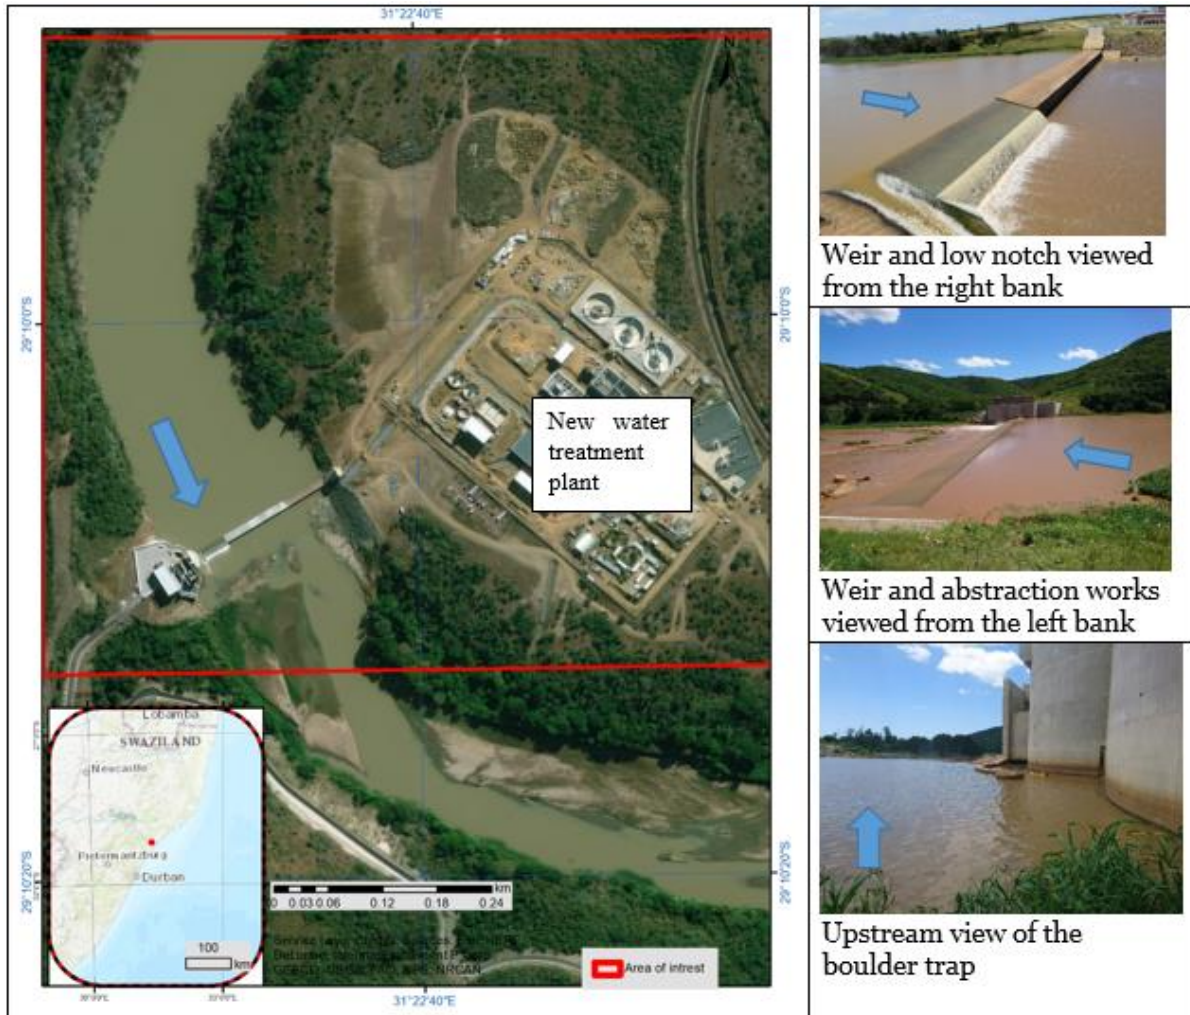 31°22'40"E
N
29°10'0"S
29°10'0"S
New water
treatment
plant
Lobamba
SWAZILAND
Newcastle
Durban
100
km
29°10'20"S
29°10'20"S
km
0 0.03 0.06 0.12 0.18 0.24
Area of intrest
31°22'40"E
Weir and low notch viewed
from the right bank
Weir and abstraction works
viewed from the left bank
Upstream view of the
boulder trap